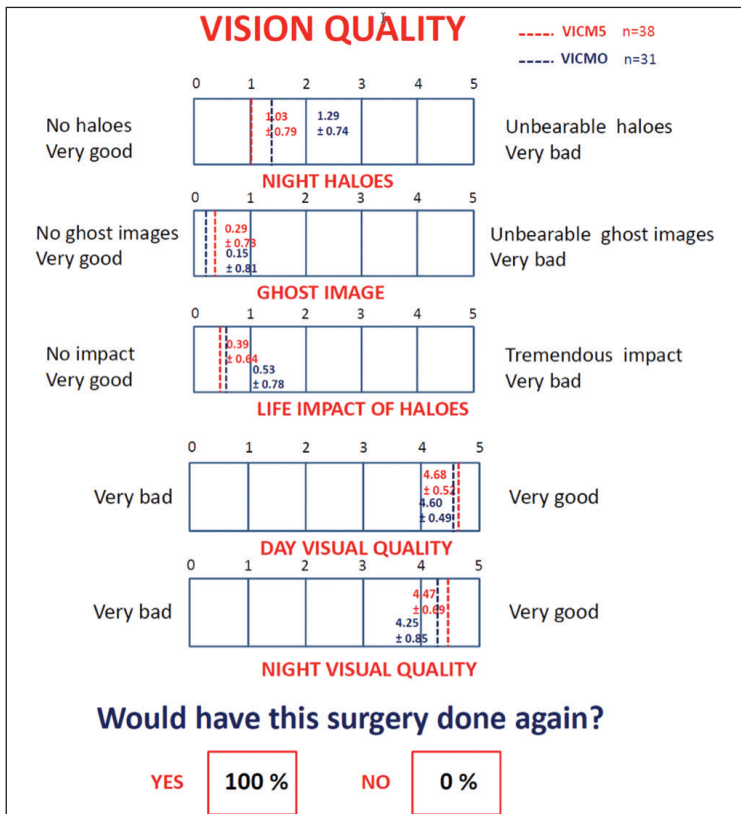 VISION QUALITY
VICM5 n=38
VICMO n=31
0 1 2 3 4 5
No haloes
Very good
1.03
± 0.79
1.29
± 0.74
Unbearable haloes
Very bad
NIGHT HALOES
0 1 2 3 4 5
No ghost images
Very good
0.29
± 0.73
0.15
± 0.81
Unbearable ghost images
Very bad
GHOST IMAGE
0 1 2 3 4 5
No impact
Very good
0.39
± 0.64
0.53
± 0.78
Tremendous impact
Very bad
LIFE IMPACT OF HALOES
0 1 2 3 4 5
Very bad
4.68
± 0.52
4.60
± 0.49
Very good
DAY VISUAL QUALITY
0 1 2 3 4 5
Very bad
4.47
± 0.69
4.25
± 0.85
Very good
NIGHT VISUAL QUALITY
Would have this surgery done again?
YES 100 % NO 0 %